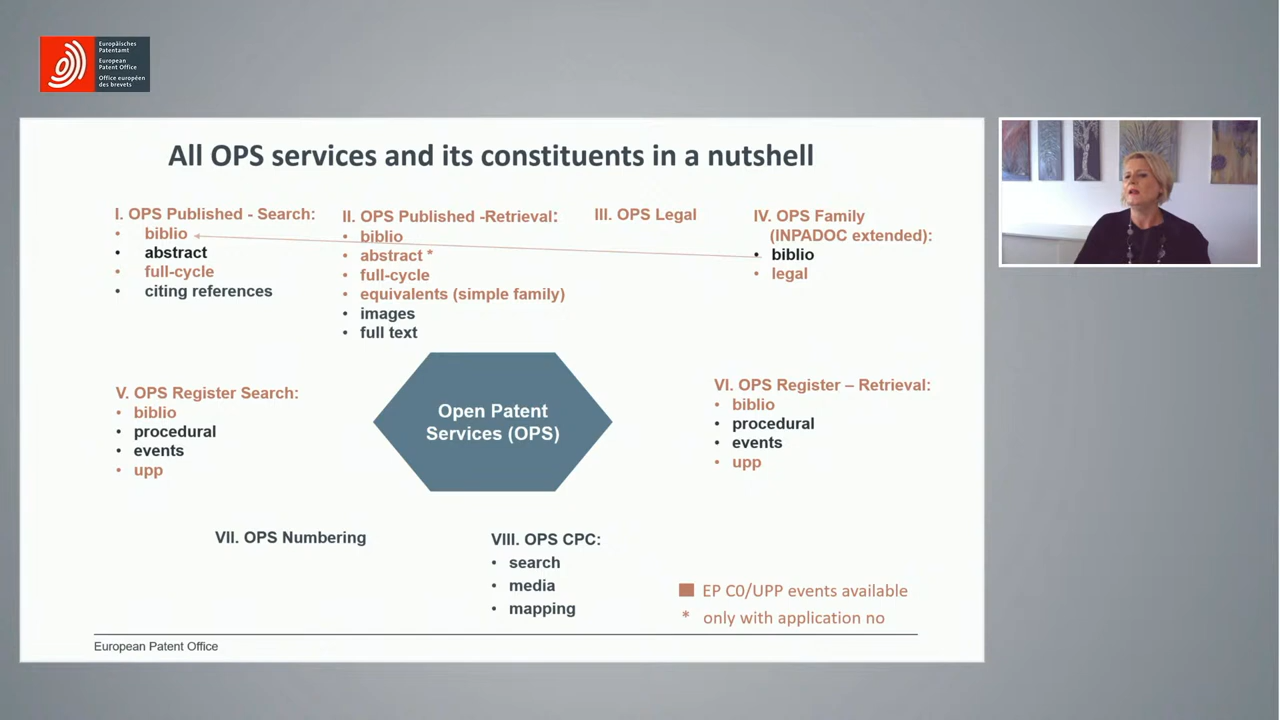 Europäisches
Patentamt
European
Patent Office
Office européen
des brevets
All OPS services and its constituents in a nutshell
I. OPS Published - Search:
• biblio
• abstract
• full-cycle
• citing references
II. OPS Published -Retrieval:
• biblio
• abstract *
• full-cycle
• equivalents (simple family)
• images
• full text
III. OPS Legal
IV. OPS Family
(INPADOC extended):
• biblio
• legal
V. OPS Register Search:
• biblio
• procedural
• events
• upp
Open Patent
Services (OPS)
VI. OPS Register – Retrieval:
• biblio
• procedural
• events
• upp
VII. OPS Numbering
VIII. OPS CPC:
• search
• media
• mapping
EP C0/UPP events available
* only with application no
European Patent Office